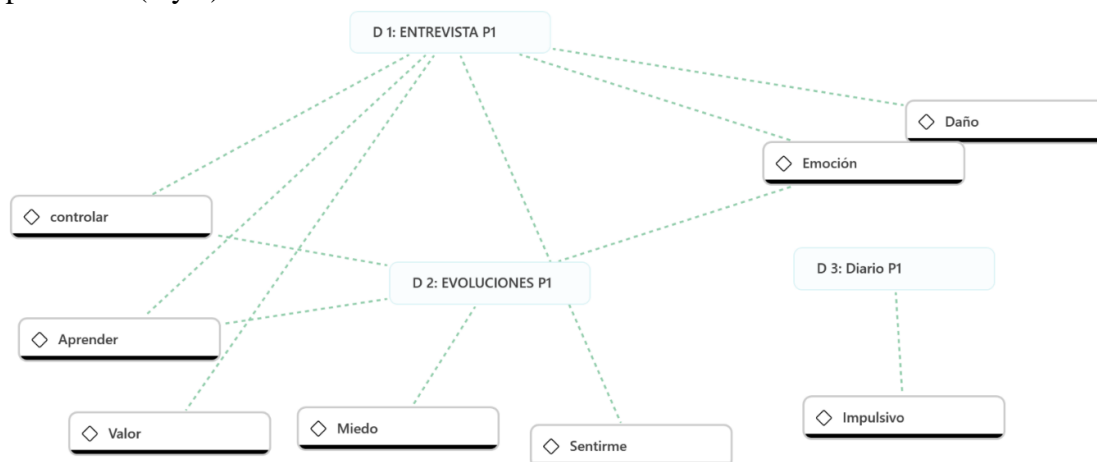 D 1: ENTREVISTA P1
Daño
Emoción
controlar
D 2: EVOLUCIONES P1
D 3: Diario P1
Aprender
Valor
Miedo
Sentirme
Impulsivo